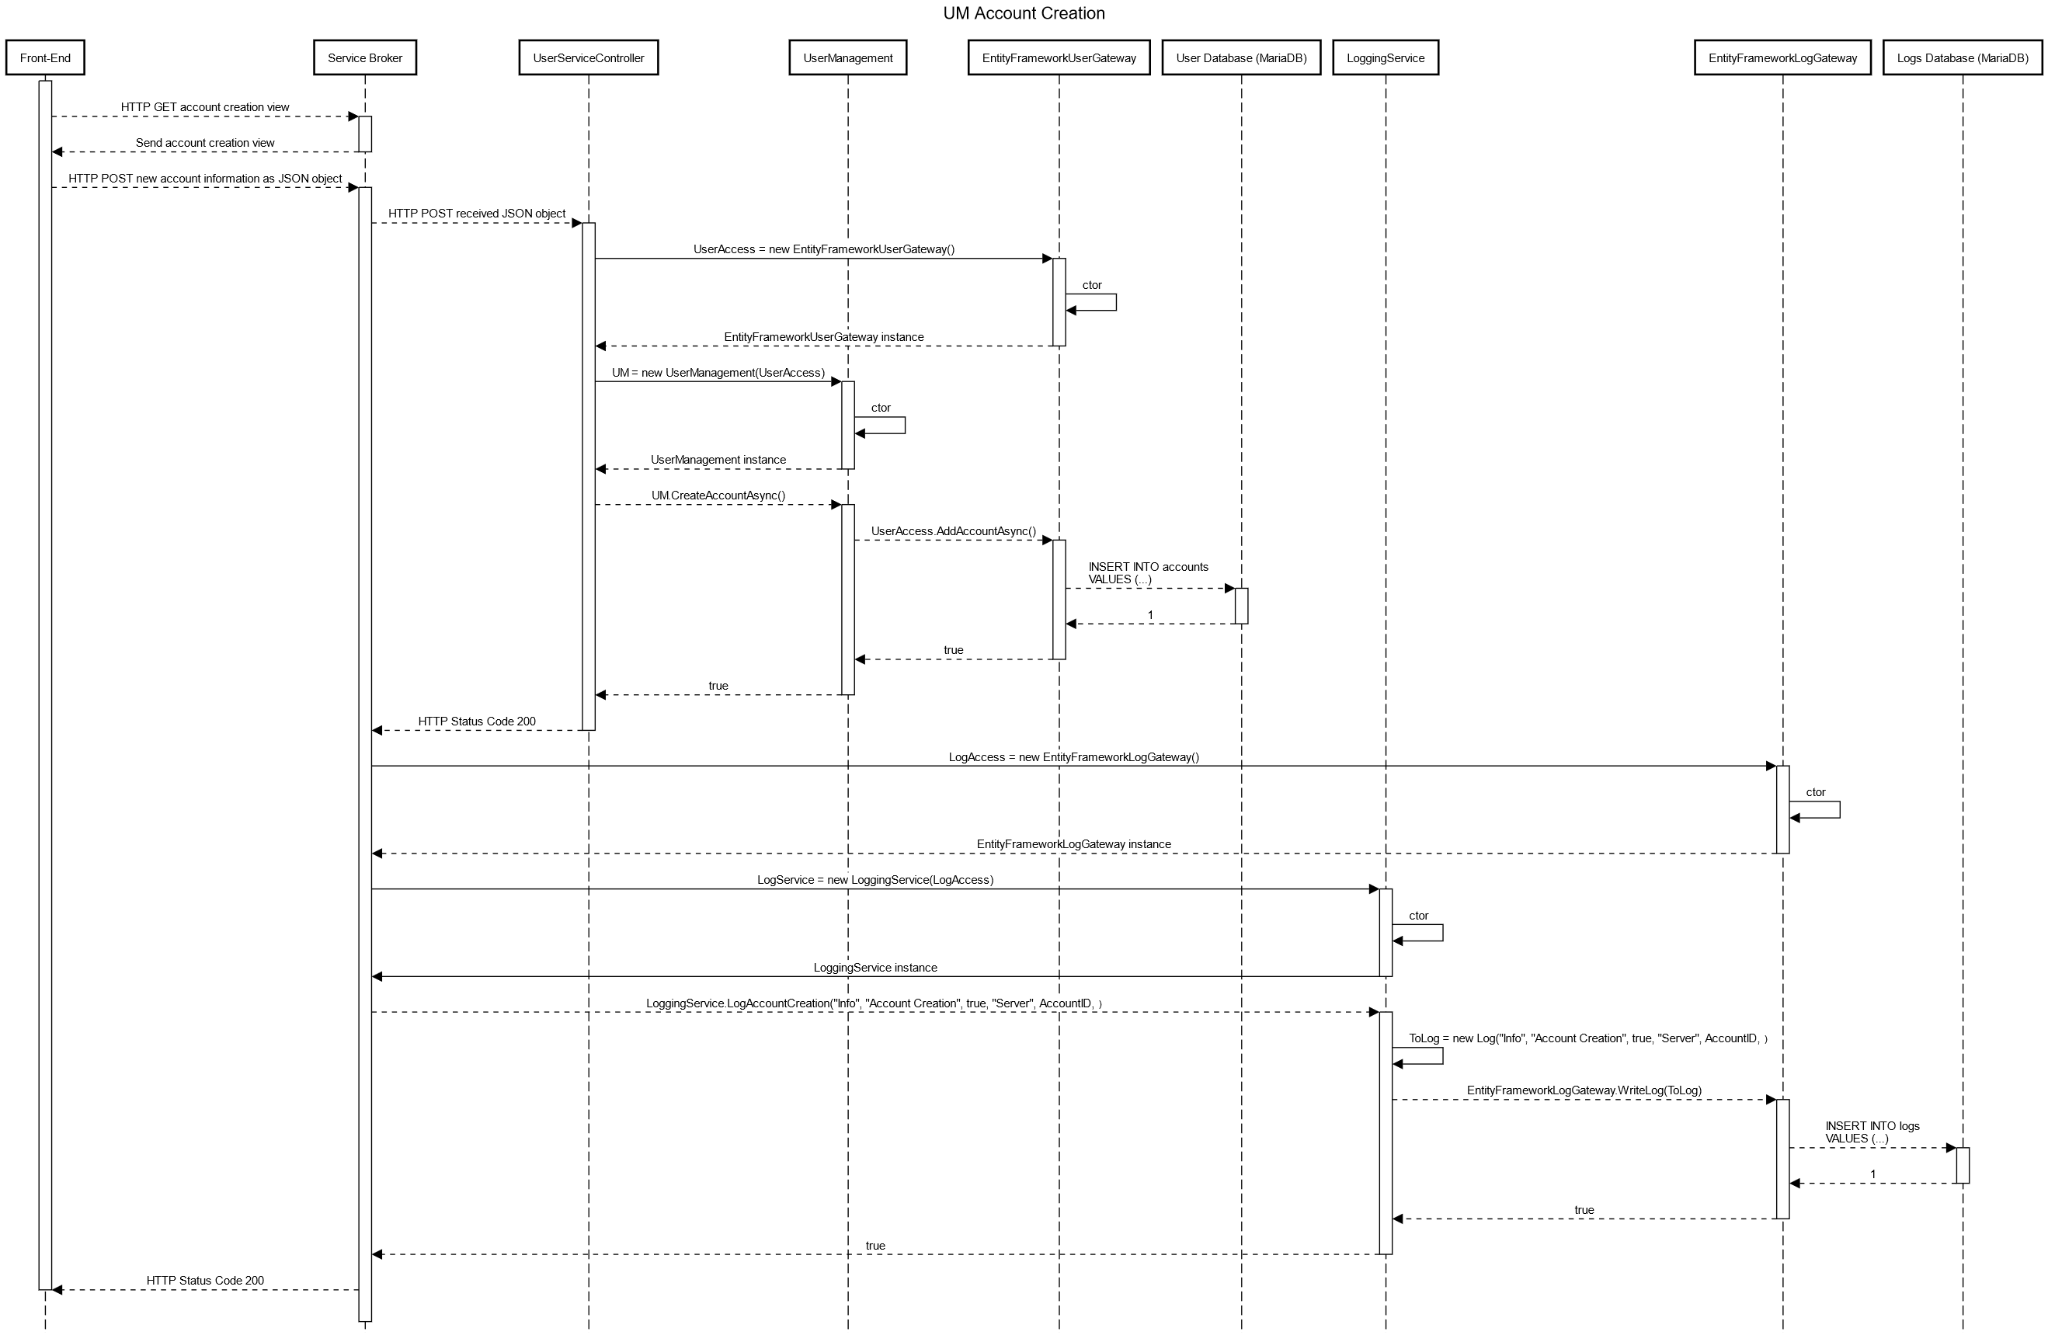 UM Account Creation
Front-End
Service Broker
UserServiceController
UserManagement
EntityFrameworkUserGateway
User Database (MariaDB)
LoggingService
EntityFrameworkLogGateway
Logs Database (MariaDB)
HTTP GET account creation view
Send account creation view
HTTP POST new account information as JSON object
HTTP POST received JSON object
UserAccess = new EntityFrameworkUserGateway()
ctor
EntityFrameworkUserGateway instance
UM = new UserManagement(UserAccess)
ctor
UserManagement instance
UM.CreateAccountAsync()
UserAccess.AddAccountAsync()
INSERT INTO accounts
VALUES (...)
1
true
true
HTTP Status Code 200
LogAccess = new EntityFrameworkLogGateway()
ctor
EntityFrameworkLogGateway instance
LogService = new LoggingService(LogAccess)
ctor
LoggingService instance
LoggingService.LogAccountCreation("Info", "Account Creation", true, "Server", AccountID, )
ToLog = new Log("Info", "Account Creation", true, "Server", AccountID, )
EntityFrameworkLogGateway.WriteLog(ToLog)
INSERT INTO logs
VALUES (...)
1
true
true
HTTP Status Code 200